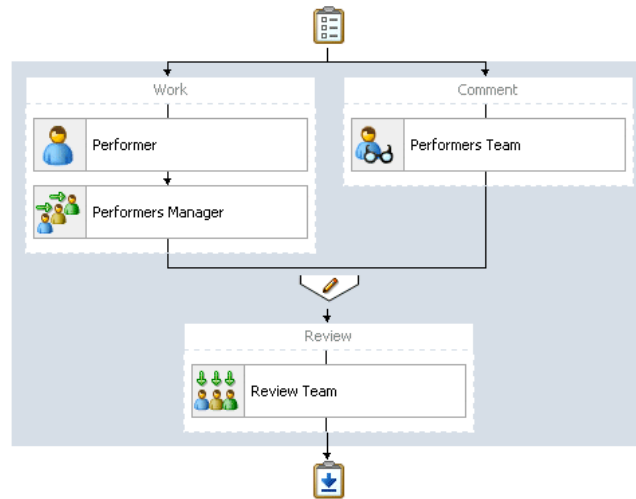 Work
Comment
Performer
Performers Team
Performers Manager
Review
Review Team